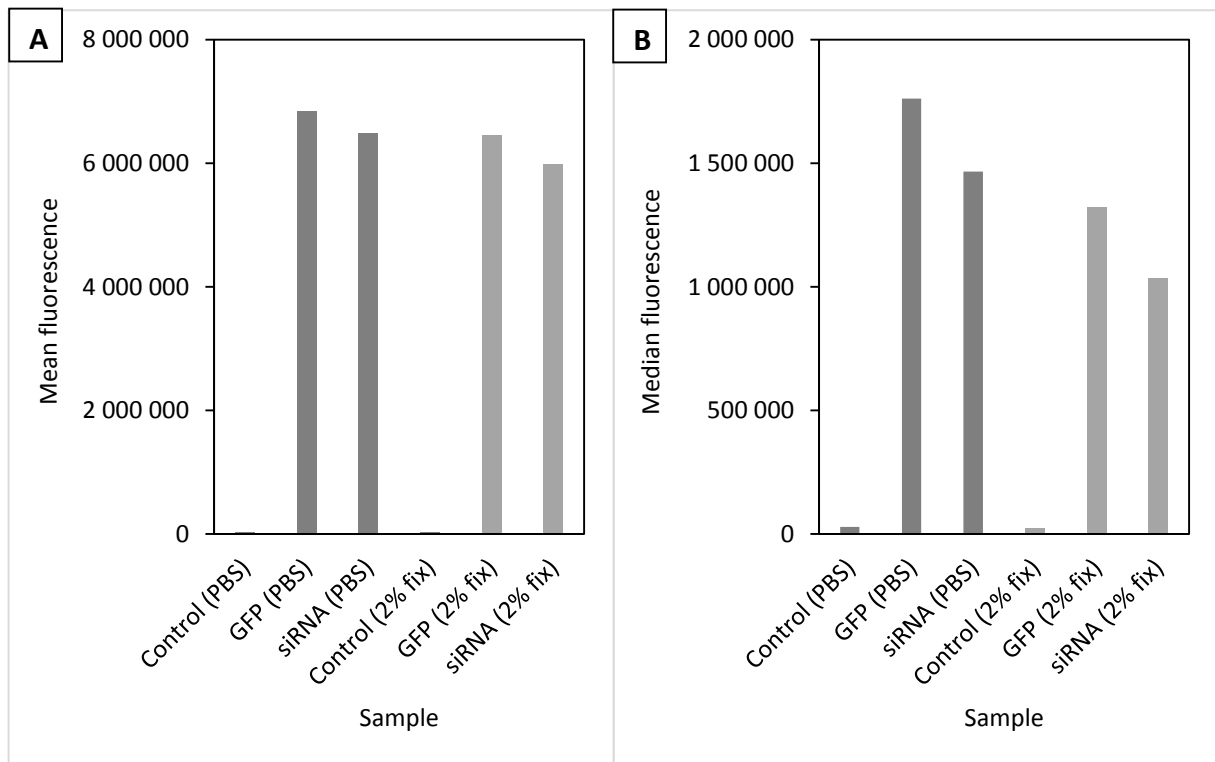 A
8 000 000
6 000 000
4 000 000
2 000 000
0
Mean fluorescence
Control (PBS)
GFP (PBS)
siRNA (PBS)
Control (2% fix)
GFP (2% fix)
siRNA (2% fix)
Sample
B
2 000 000
1 500 000
1 000 000
500 000
0
Median fluorescence
Control (PBS)
GFP (PBS)
siRNA (PBS)
Control (2% fix)
GFP (2% fix)
siRNA (2% fix)
Sample